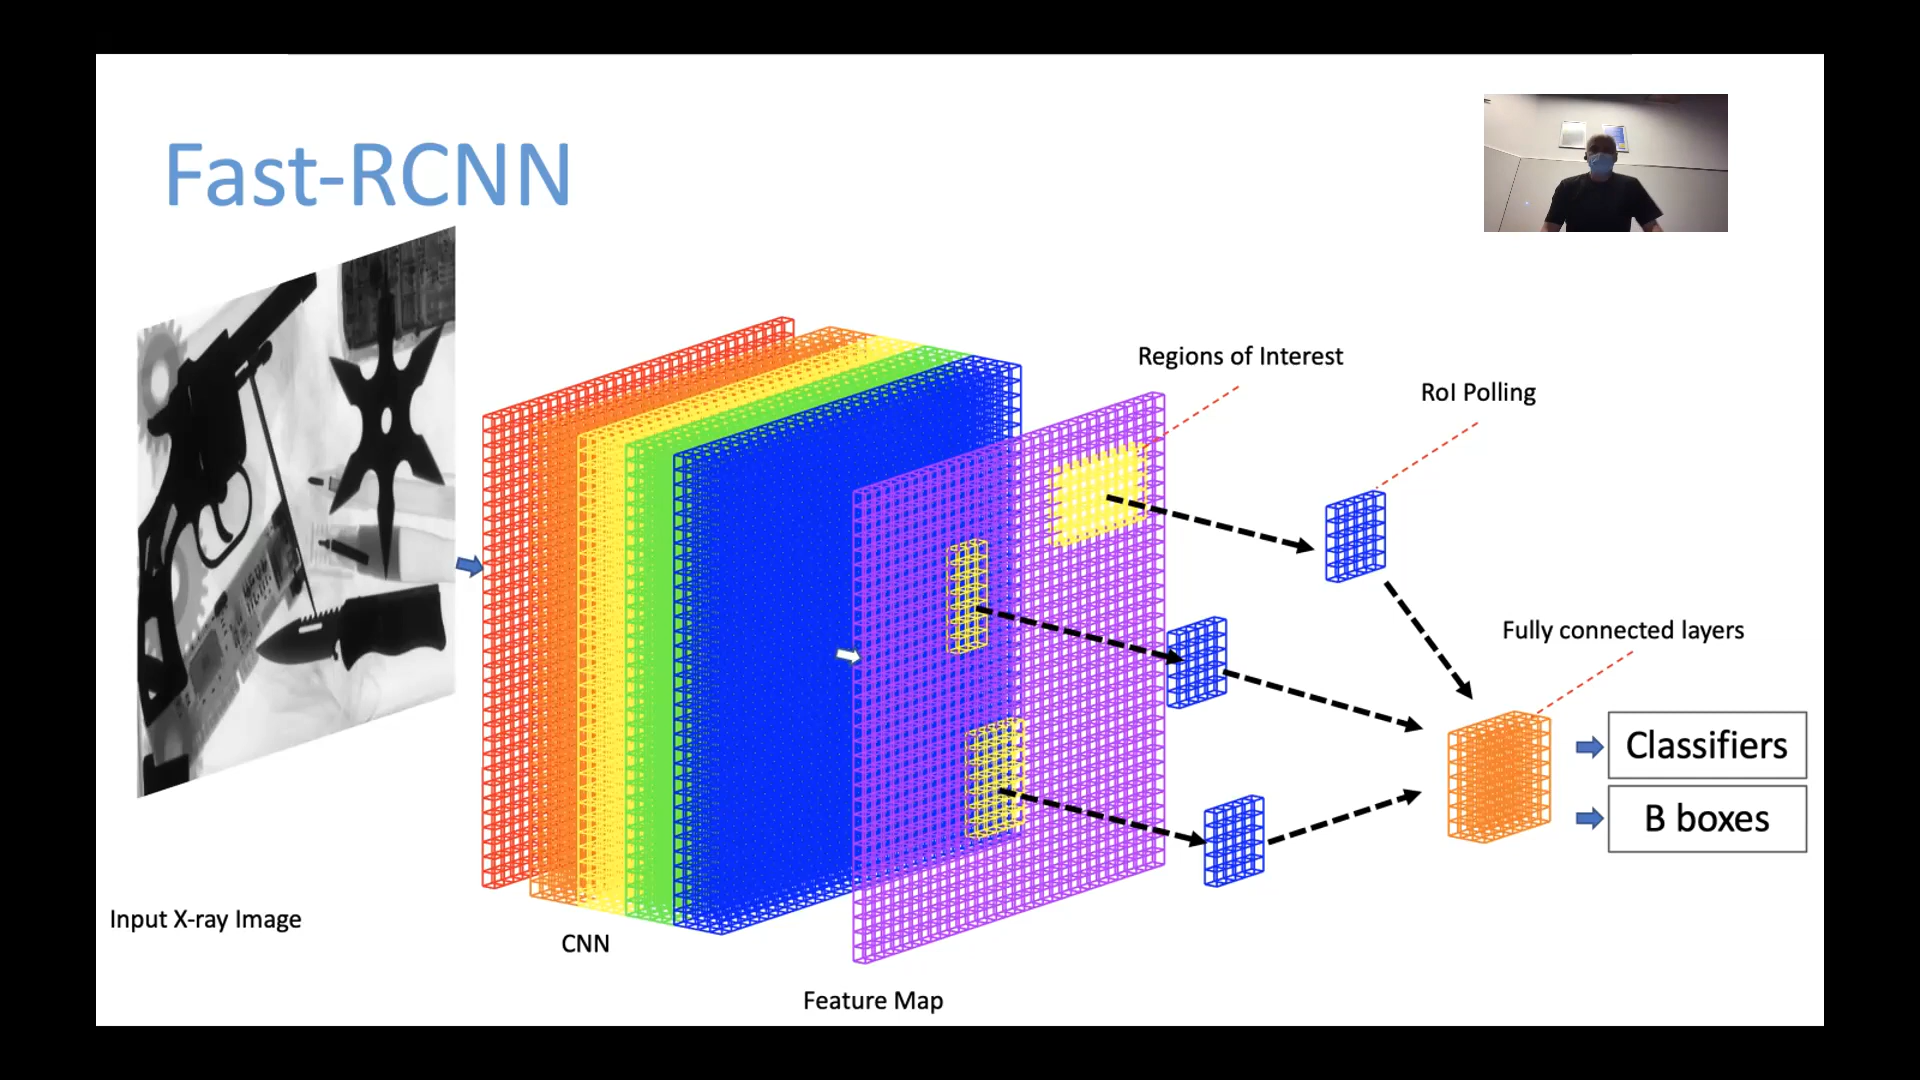 Fast-RCNN
Regions of Interest
RoI Polling
Fully connected layers
Classifiers
B boxes
Input X-ray Image
CNN
Feature Map